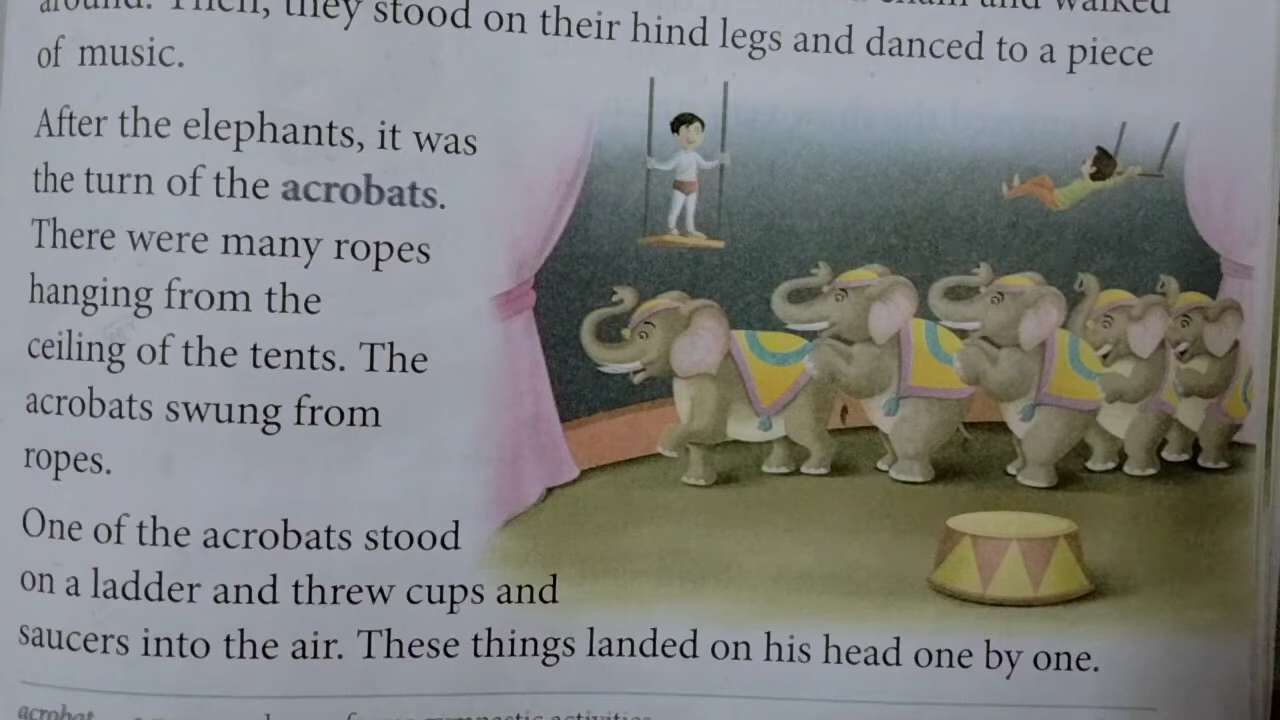 around. Then, they stood on their hind legs and danced to a piece
of music.
After the elephants, it was
the turn of the acrobats.
There were many ropes
hanging from the
ceiling of the tents. The
acrobats swung from
ropes.
One of the acrobats stood
on a ladder and threw cups and
saucers into the air. These things landed on his head one by one.
acrobat